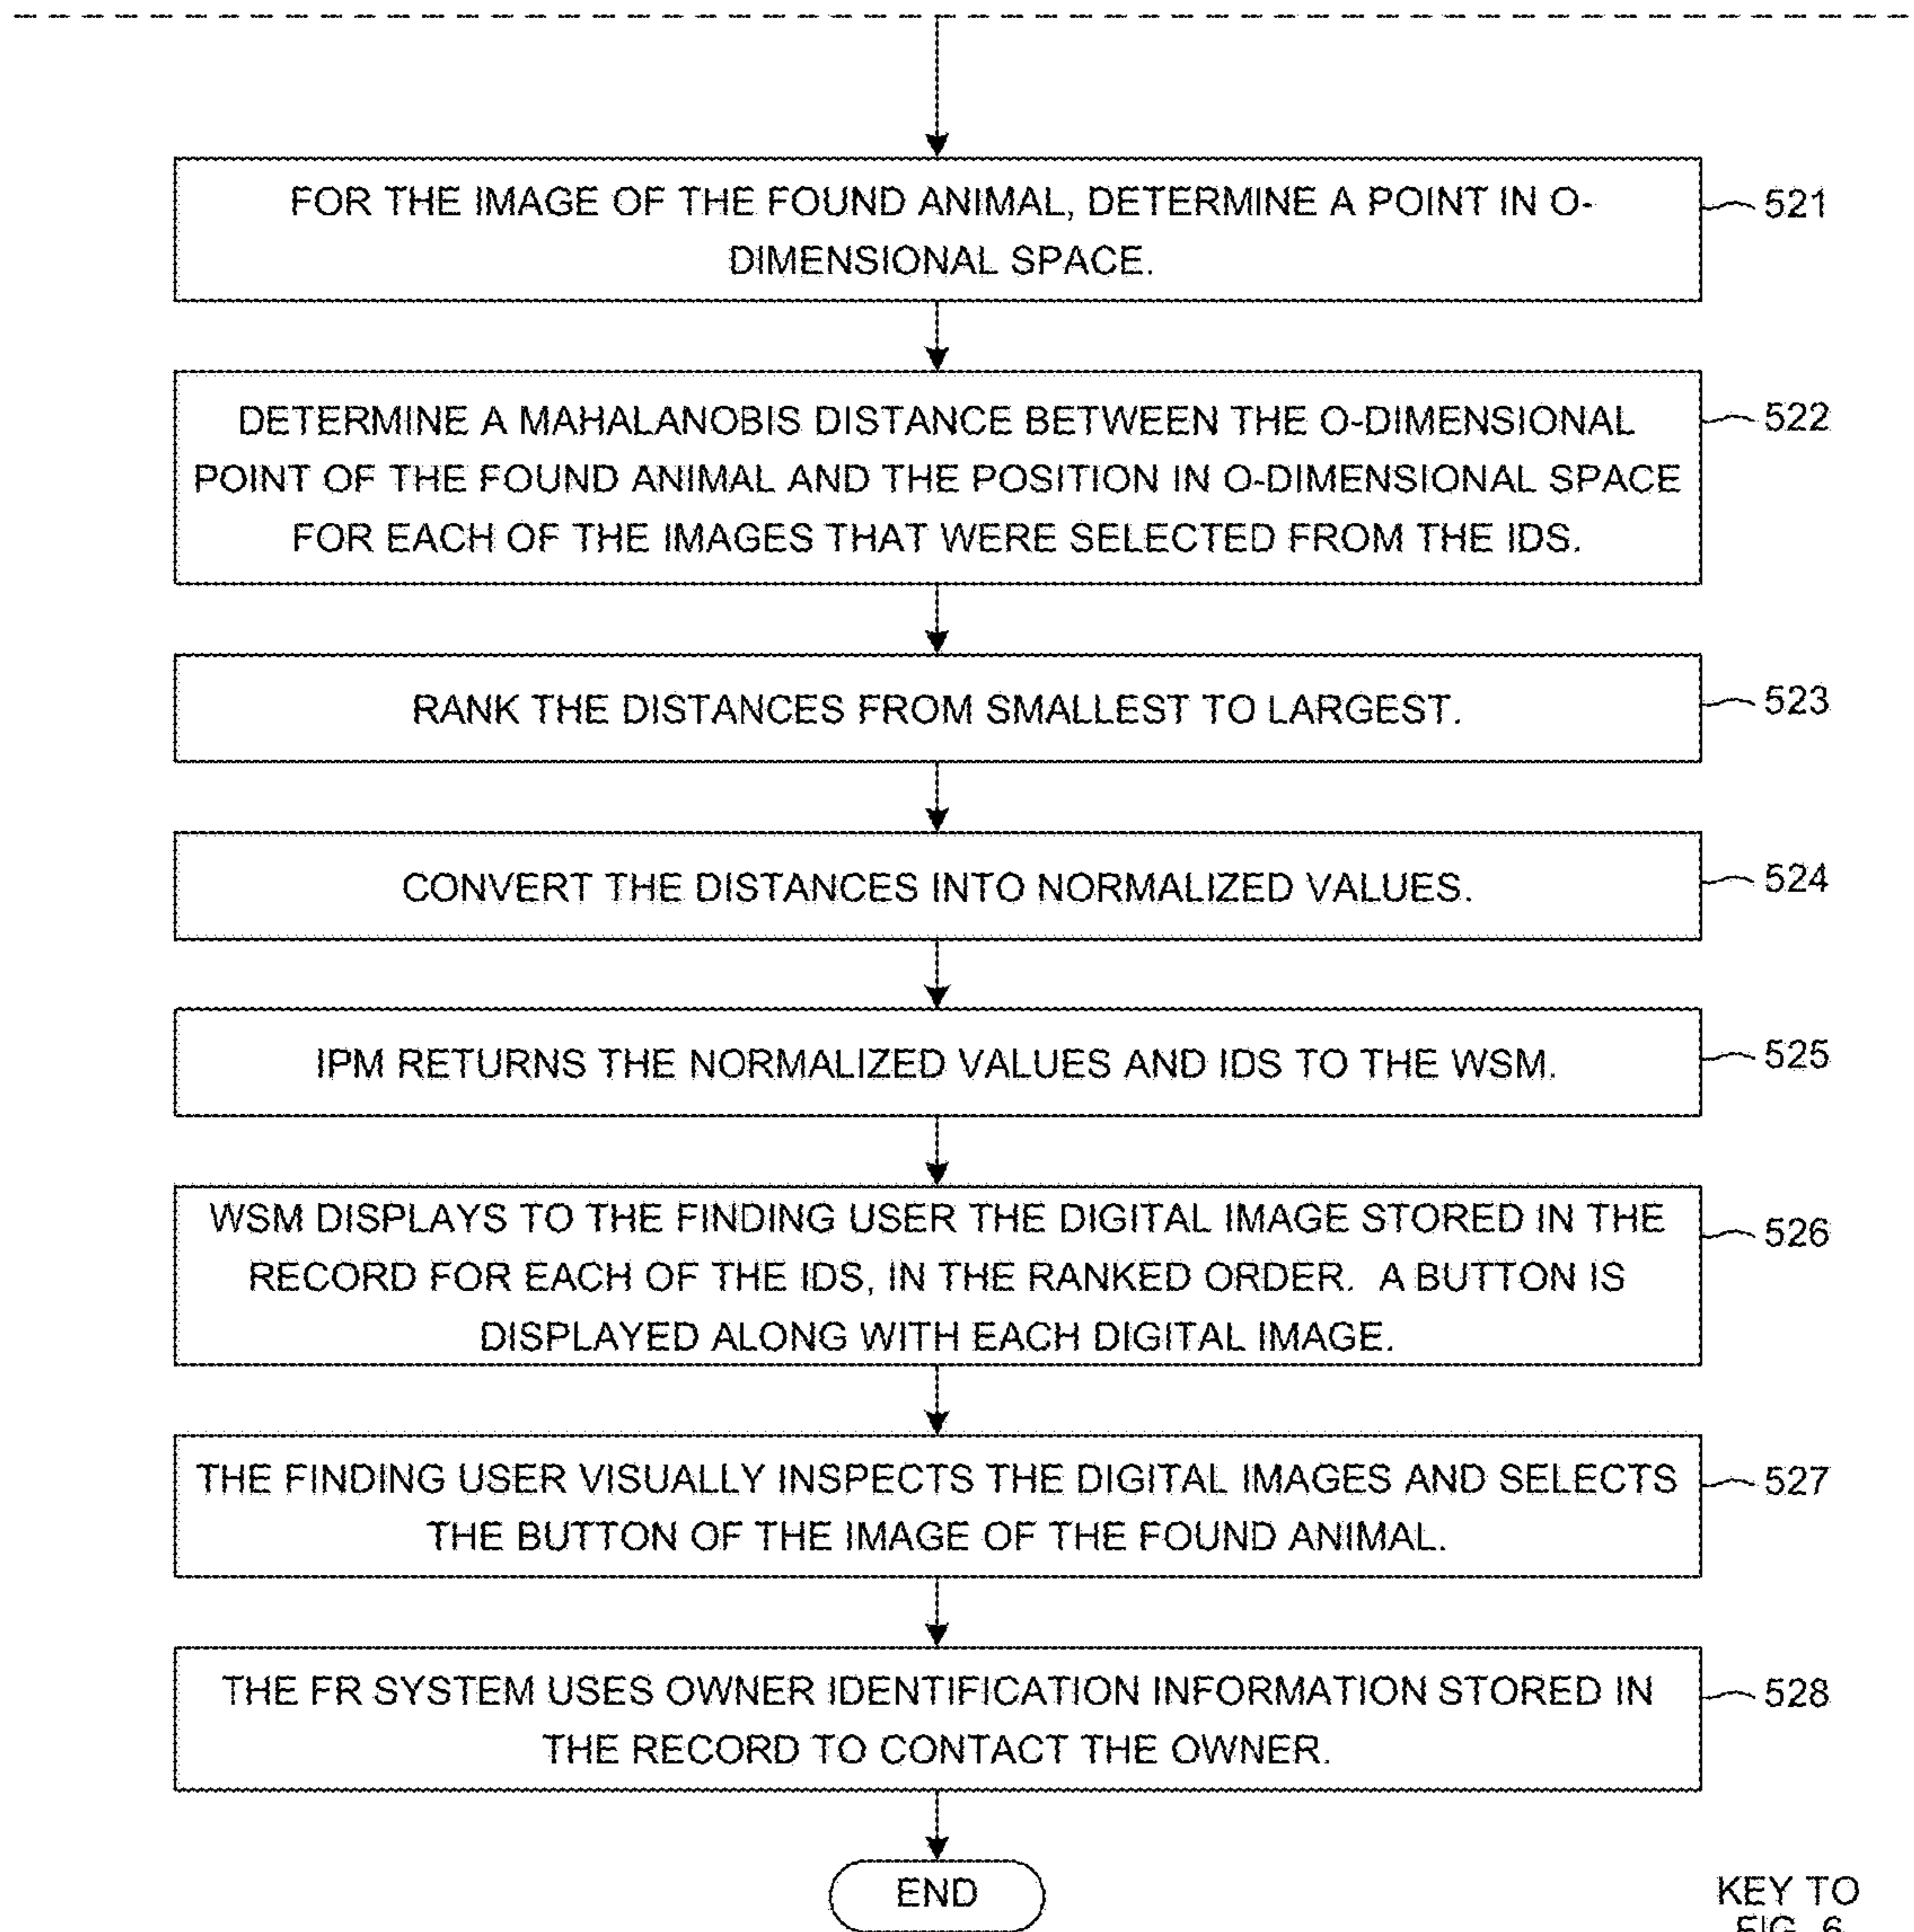 FOR THE IMAGE OF THE FOUND ANIMAL, DETERMINE A POINT IN O-
DIMENSIONAL SPACE.
521
DETERMINE A MAHALANOBIS DISTANCE BETWEEN THE O-DIMENSIONAL
POINT OF THE FOUND ANIMAL AND THE POSITION IN O-DIMENSIONAL SPACE
FOR EACH OF THE IMAGES THAT WERE SELECTED FROM THE IDS.
522
RANK THE DISTANCES FROM SMALLEST TO LARGEST.
523
CONVERT THE DISTANCES INTO NORMALIZED VALUES.
524
IPM RETURNS THE NORMALIZED VALUES AND IDS TO THE WSM.
525
WSM DISPLAYS TO THE FINDING USER THE DIGITAL IMAGE STORED IN THE
RECORD FOR EACH OF THE IDS, IN THE RANKED ORDER. A BUTTON IS
DISPLAYED ALONG WITH EACH DIGITAL IMAGE.
526
THE FINDING USER VISUALLY INSPECTS THE DIGITAL IMAGES AND SELECTS
THE BUTTON OF THE IMAGE OF THE FOUND ANIMAL.
527
THE FR SYSTEM USES OWNER IDENTIFICATION INFORMATION STORED IN
THE RECORD TO CONTACT THE OWNER.
528
END
KEY TO
FIG. 6